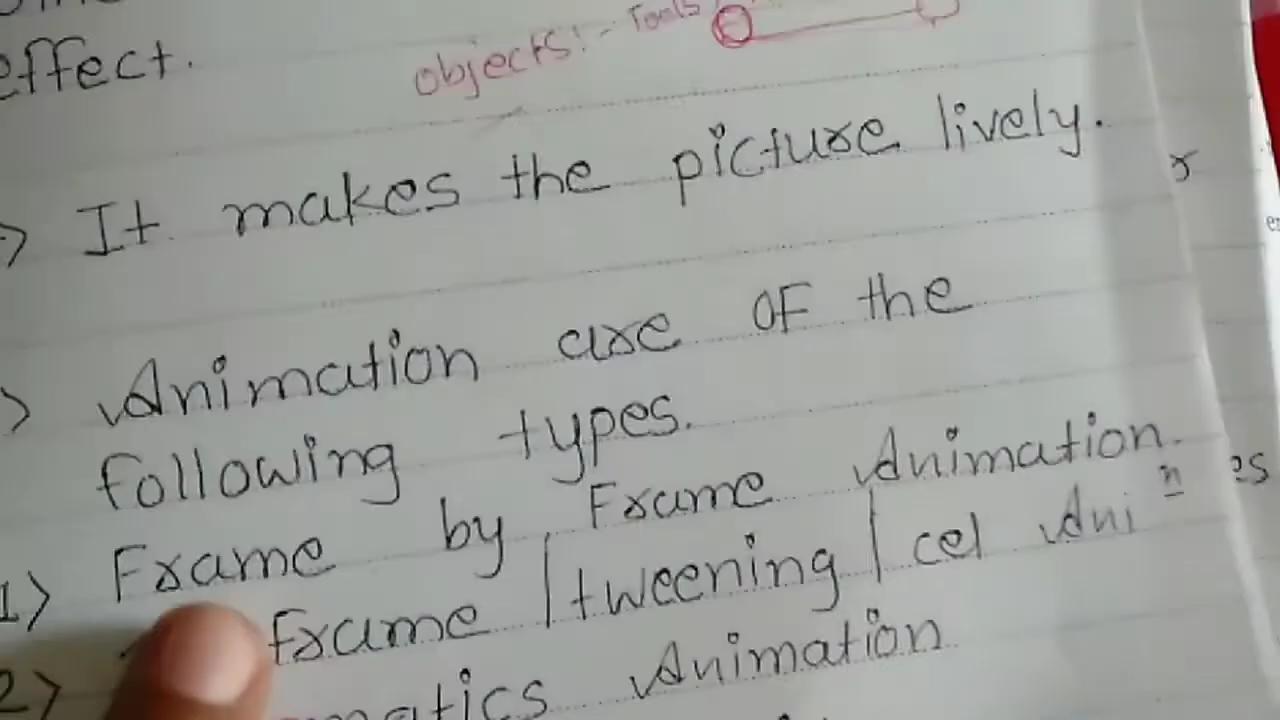 effect.
objects:- Tools
It makes the picture lively.
Animation are of the
following types.
1) Frame by Frame Animation.
2) frame / tweening / cel Ani n
Animation